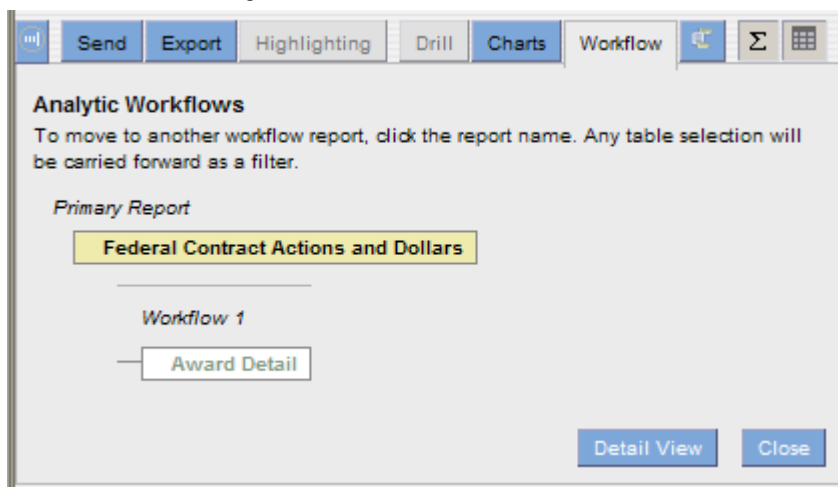 Send Export Highlighting Drill Charts Workflow Σ
Analytic Workflows
To move to another workflow report, click the report name. Any table selection will
be carried forward as a filter.
Primary Report
Federal Contract Actions and Dollars
Workflow 1
Award Detail
Detail View Close